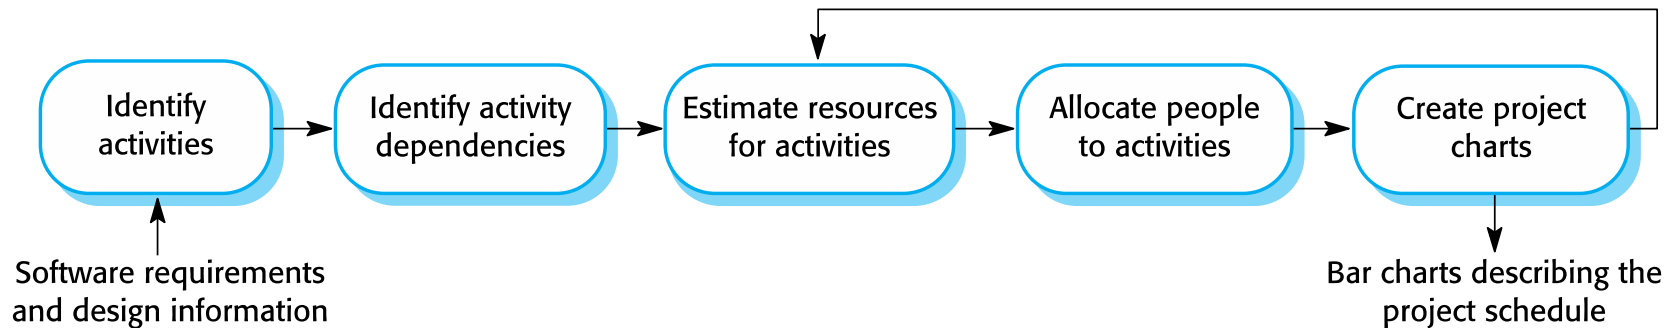 Identify
activities
Identify activity
dependencies
Estimate resources
for activities
Allocate people
to activities
Create project
charts
Software requirements
and design information
Bar charts describing the
project schedule